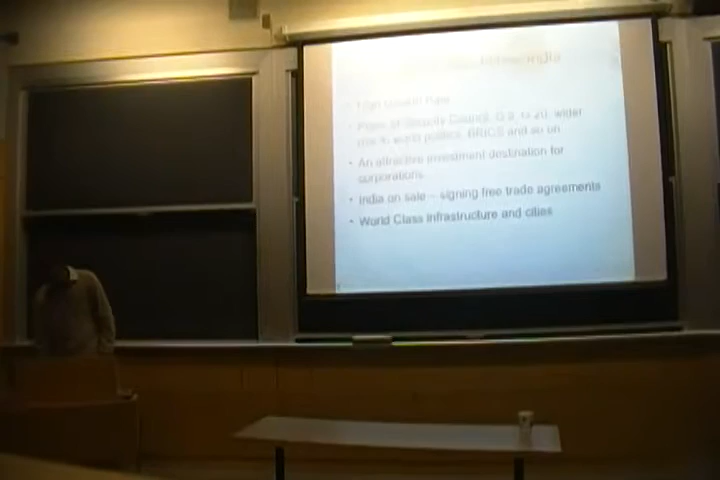 India
• High Growth Rate
• Place at Security Council, G 8, G 20, wider
role in world politics, BRICS and so on
• An attractive investment destination for
corporations
• India on sale – signing free trade agreements
• World Class infrastructure and cities